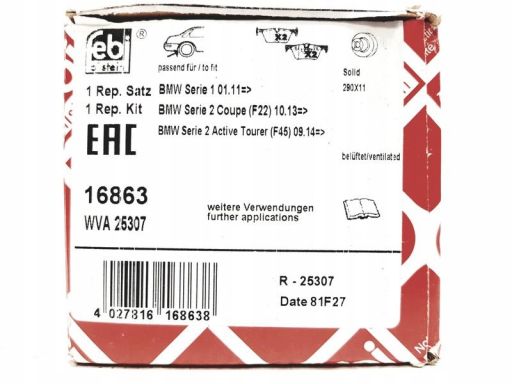 febi
bilstein
®
X2
X2
passend für / to fit
Solid
290X11
1 Rep. Satz
1 Rep. Kit
BMW Serie 1 01.11=>
BMW Serie 2 Coupe (F22) 10.13=>
BMW Serie 2 Active Tourer (F45) 09.14=>
EAC
belüftet/ventilated
16863
WVA 25307
weitere Verwendungen
further applications
4 027816 168638
R - 25307
Date 81F27